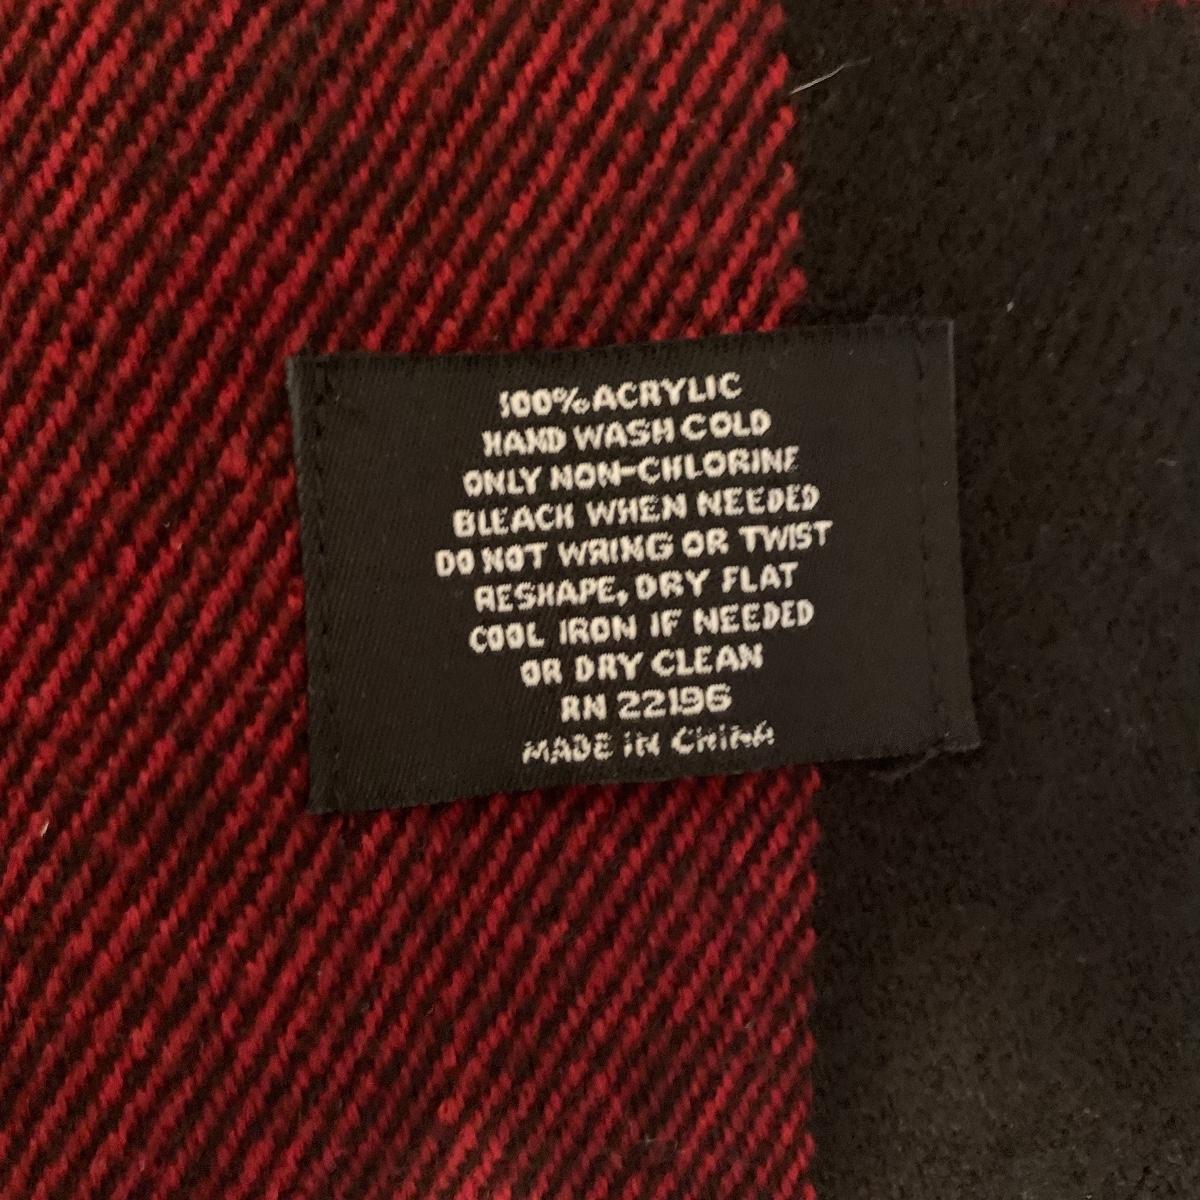 100% ACRYLIC
HAND WASH COLD
ONLY NON-CHLORINE
BLEACH WHEN NEEDED
DO NOT WRING OR TWIST
RESHAPE, DRY FLAT
COOL IRON IF NEEDED
OR DRY CLEAN
RN 22196
MADE IN CHINA